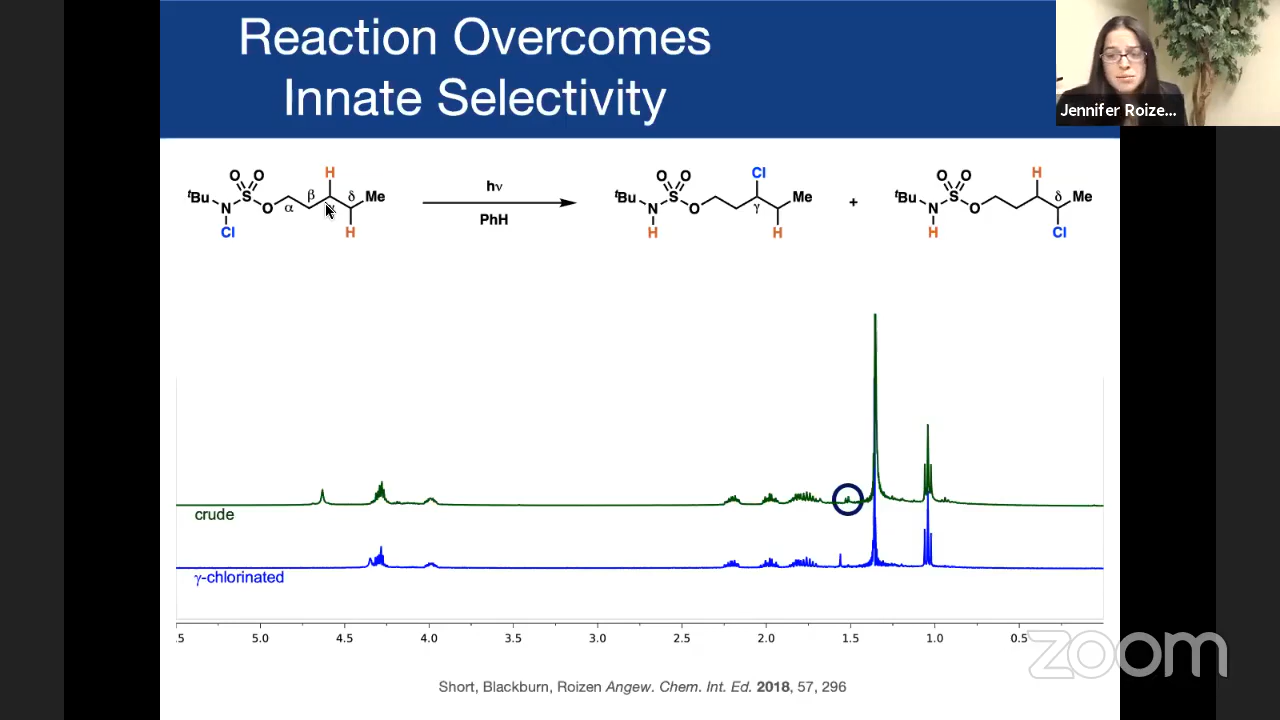 Reaction Overcomes
Innate Selectivity
Jennifer Roize...
O O
H
tBu S β δ Me
N O α
Cl H
hν
PhH
O O
Cl
tBu S Me
N O γ
H H
+
O O
H
tBu S δ Me
N O
H Cl
crude
γ-chlorinated
.5 5.0 4.5 4.0 3.5 3.0 2.5 2.0 1.5 1.0 0.5
zoom
Short, Blackburn, Roizen Angew. Chem. Int. Ed. 2018, 57, 296